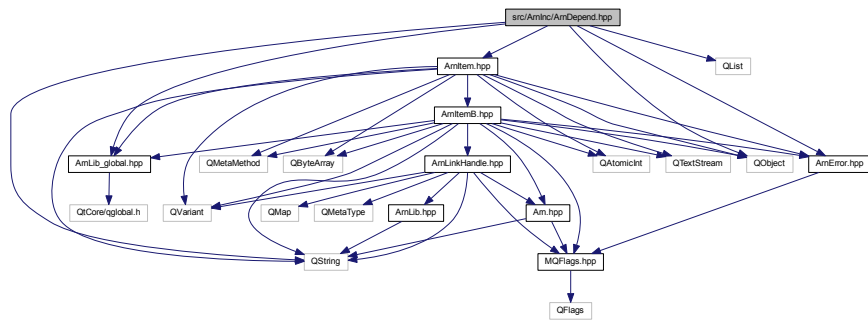 src/ArnInc/ArnDepend.hpp
QList
ArnItem.hpp
ArnItemB.hpp
ArnLib_global.hpp
QMetaMethod
QByteArray
ArnLinkHandle.hpp
QAtomicInt
QTextStream
QObject
ArnError.hpp
QtCore/qglobal.h
QVariant
QMap
QMetaType
ArnLib.hpp
Arn.hpp
QString
MQFlags.hpp
QFlags